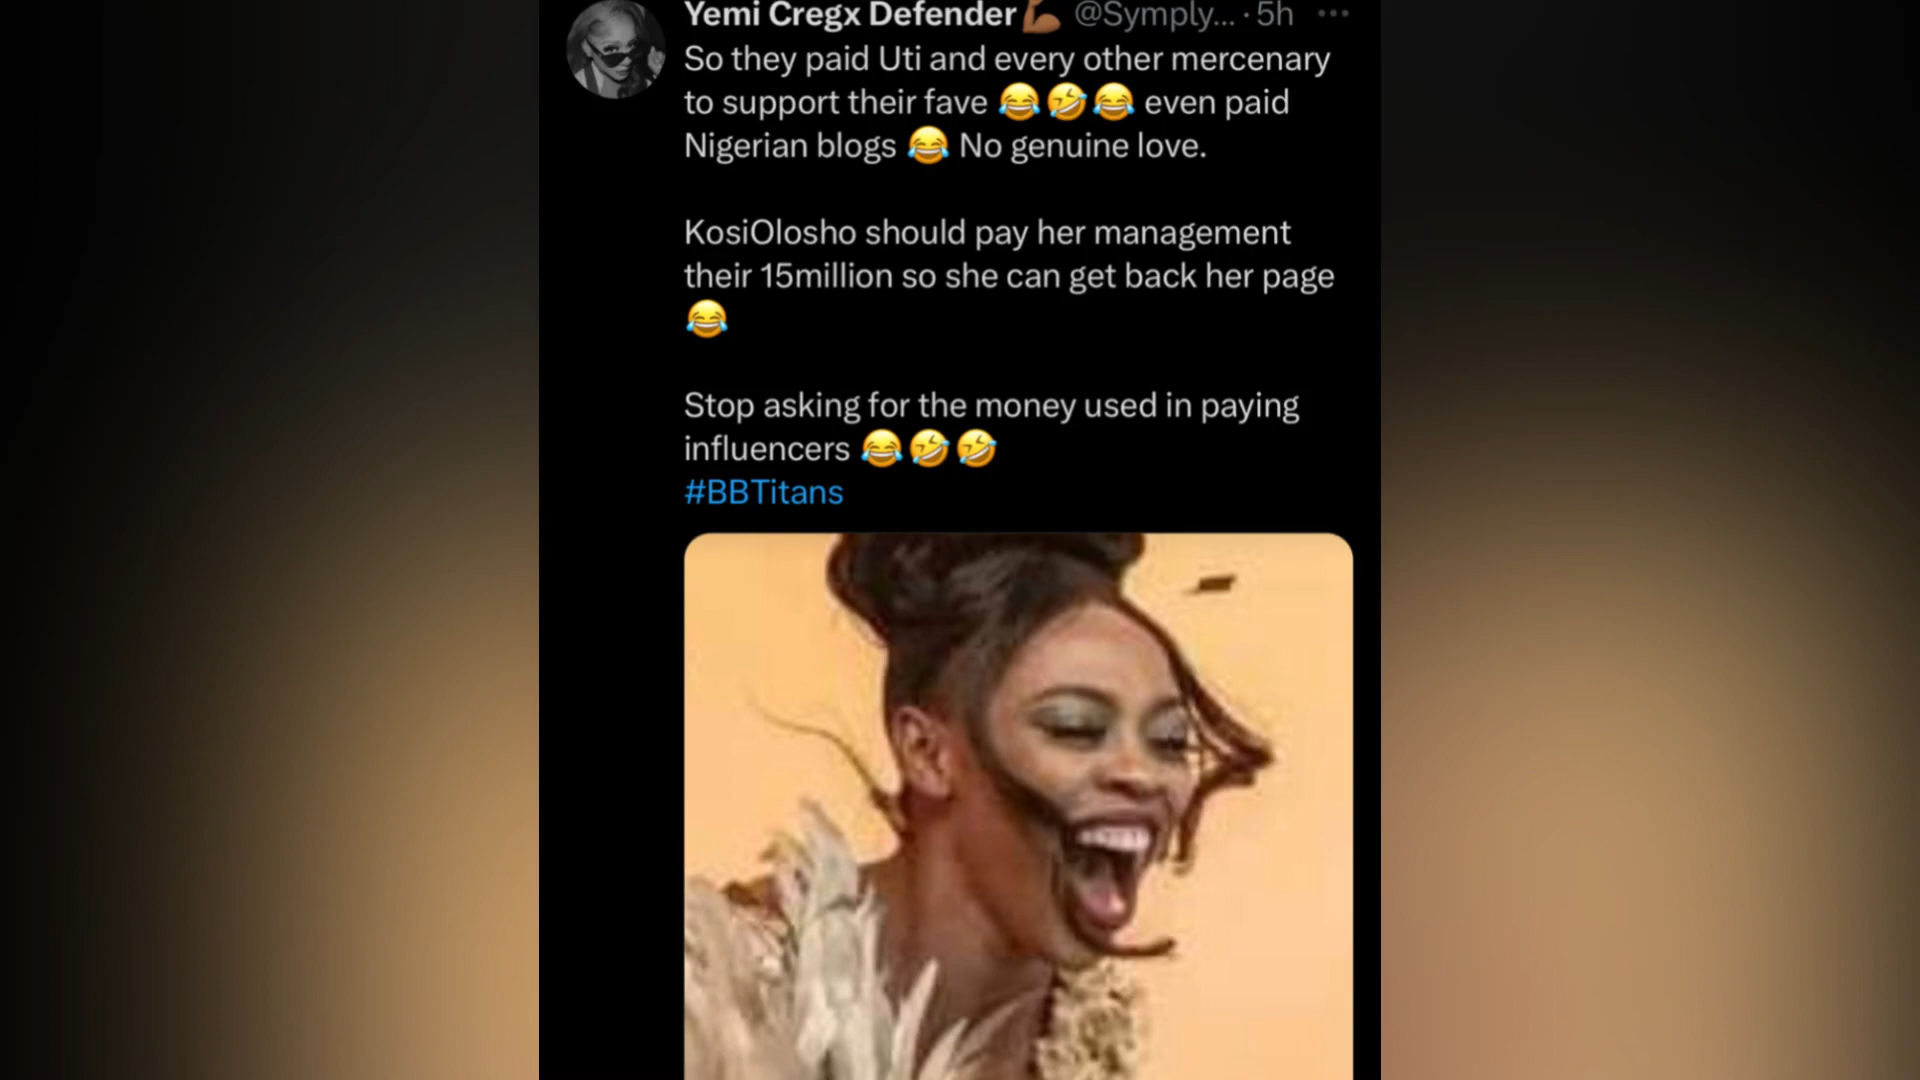 Yemi Cregx Defender💪🏾 @Symply... · 5h
So they paid Uti and every other mercenary
to support their fave 😂🤣😂 even paid
Nigerian blogs 😂 No genuine love.
KosiOlosho should pay her management
their 15million so she can get back her page
😂
Stop asking for the money used in paying
influencers 😂🤣🤣
#BBTitans